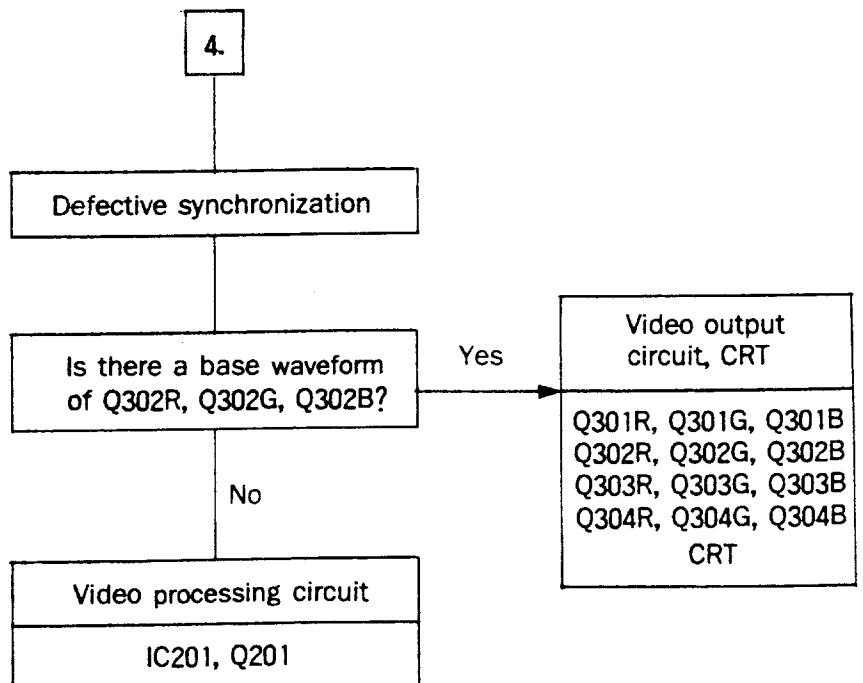 4.
Defective synchronization
Is there a base waveform
of Q302R, Q302G, Q302B?
Yes
Video output
circuit, CRT
Q301R, Q301G, Q301B
Q302R, Q302G, Q302B
Q303R, Q303G, Q303B
Q304R, Q304G, Q304B
CRT
No
Video processing circuit
IC201, Q201